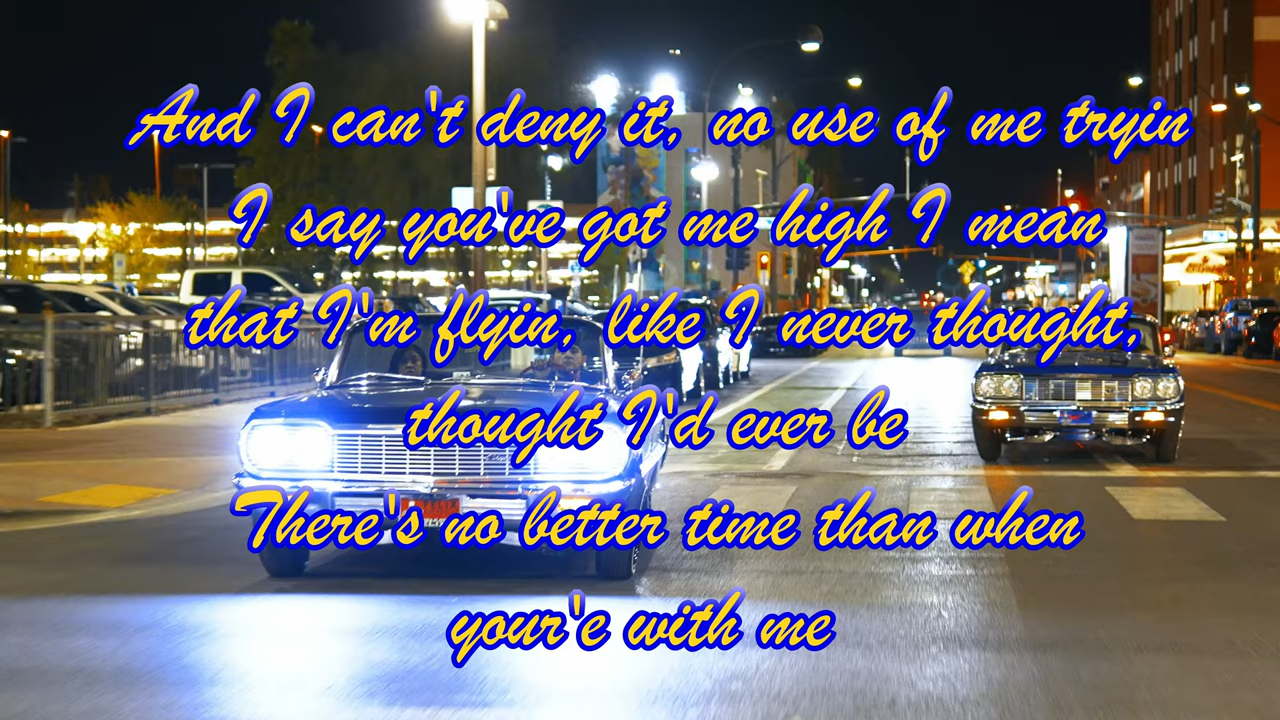 And I can't deny it, no use of me tryin
I say you've got me high I mean
that I'm flyin, like I never thought,
thought I'd ever be
There's no better time than when
your'e with me